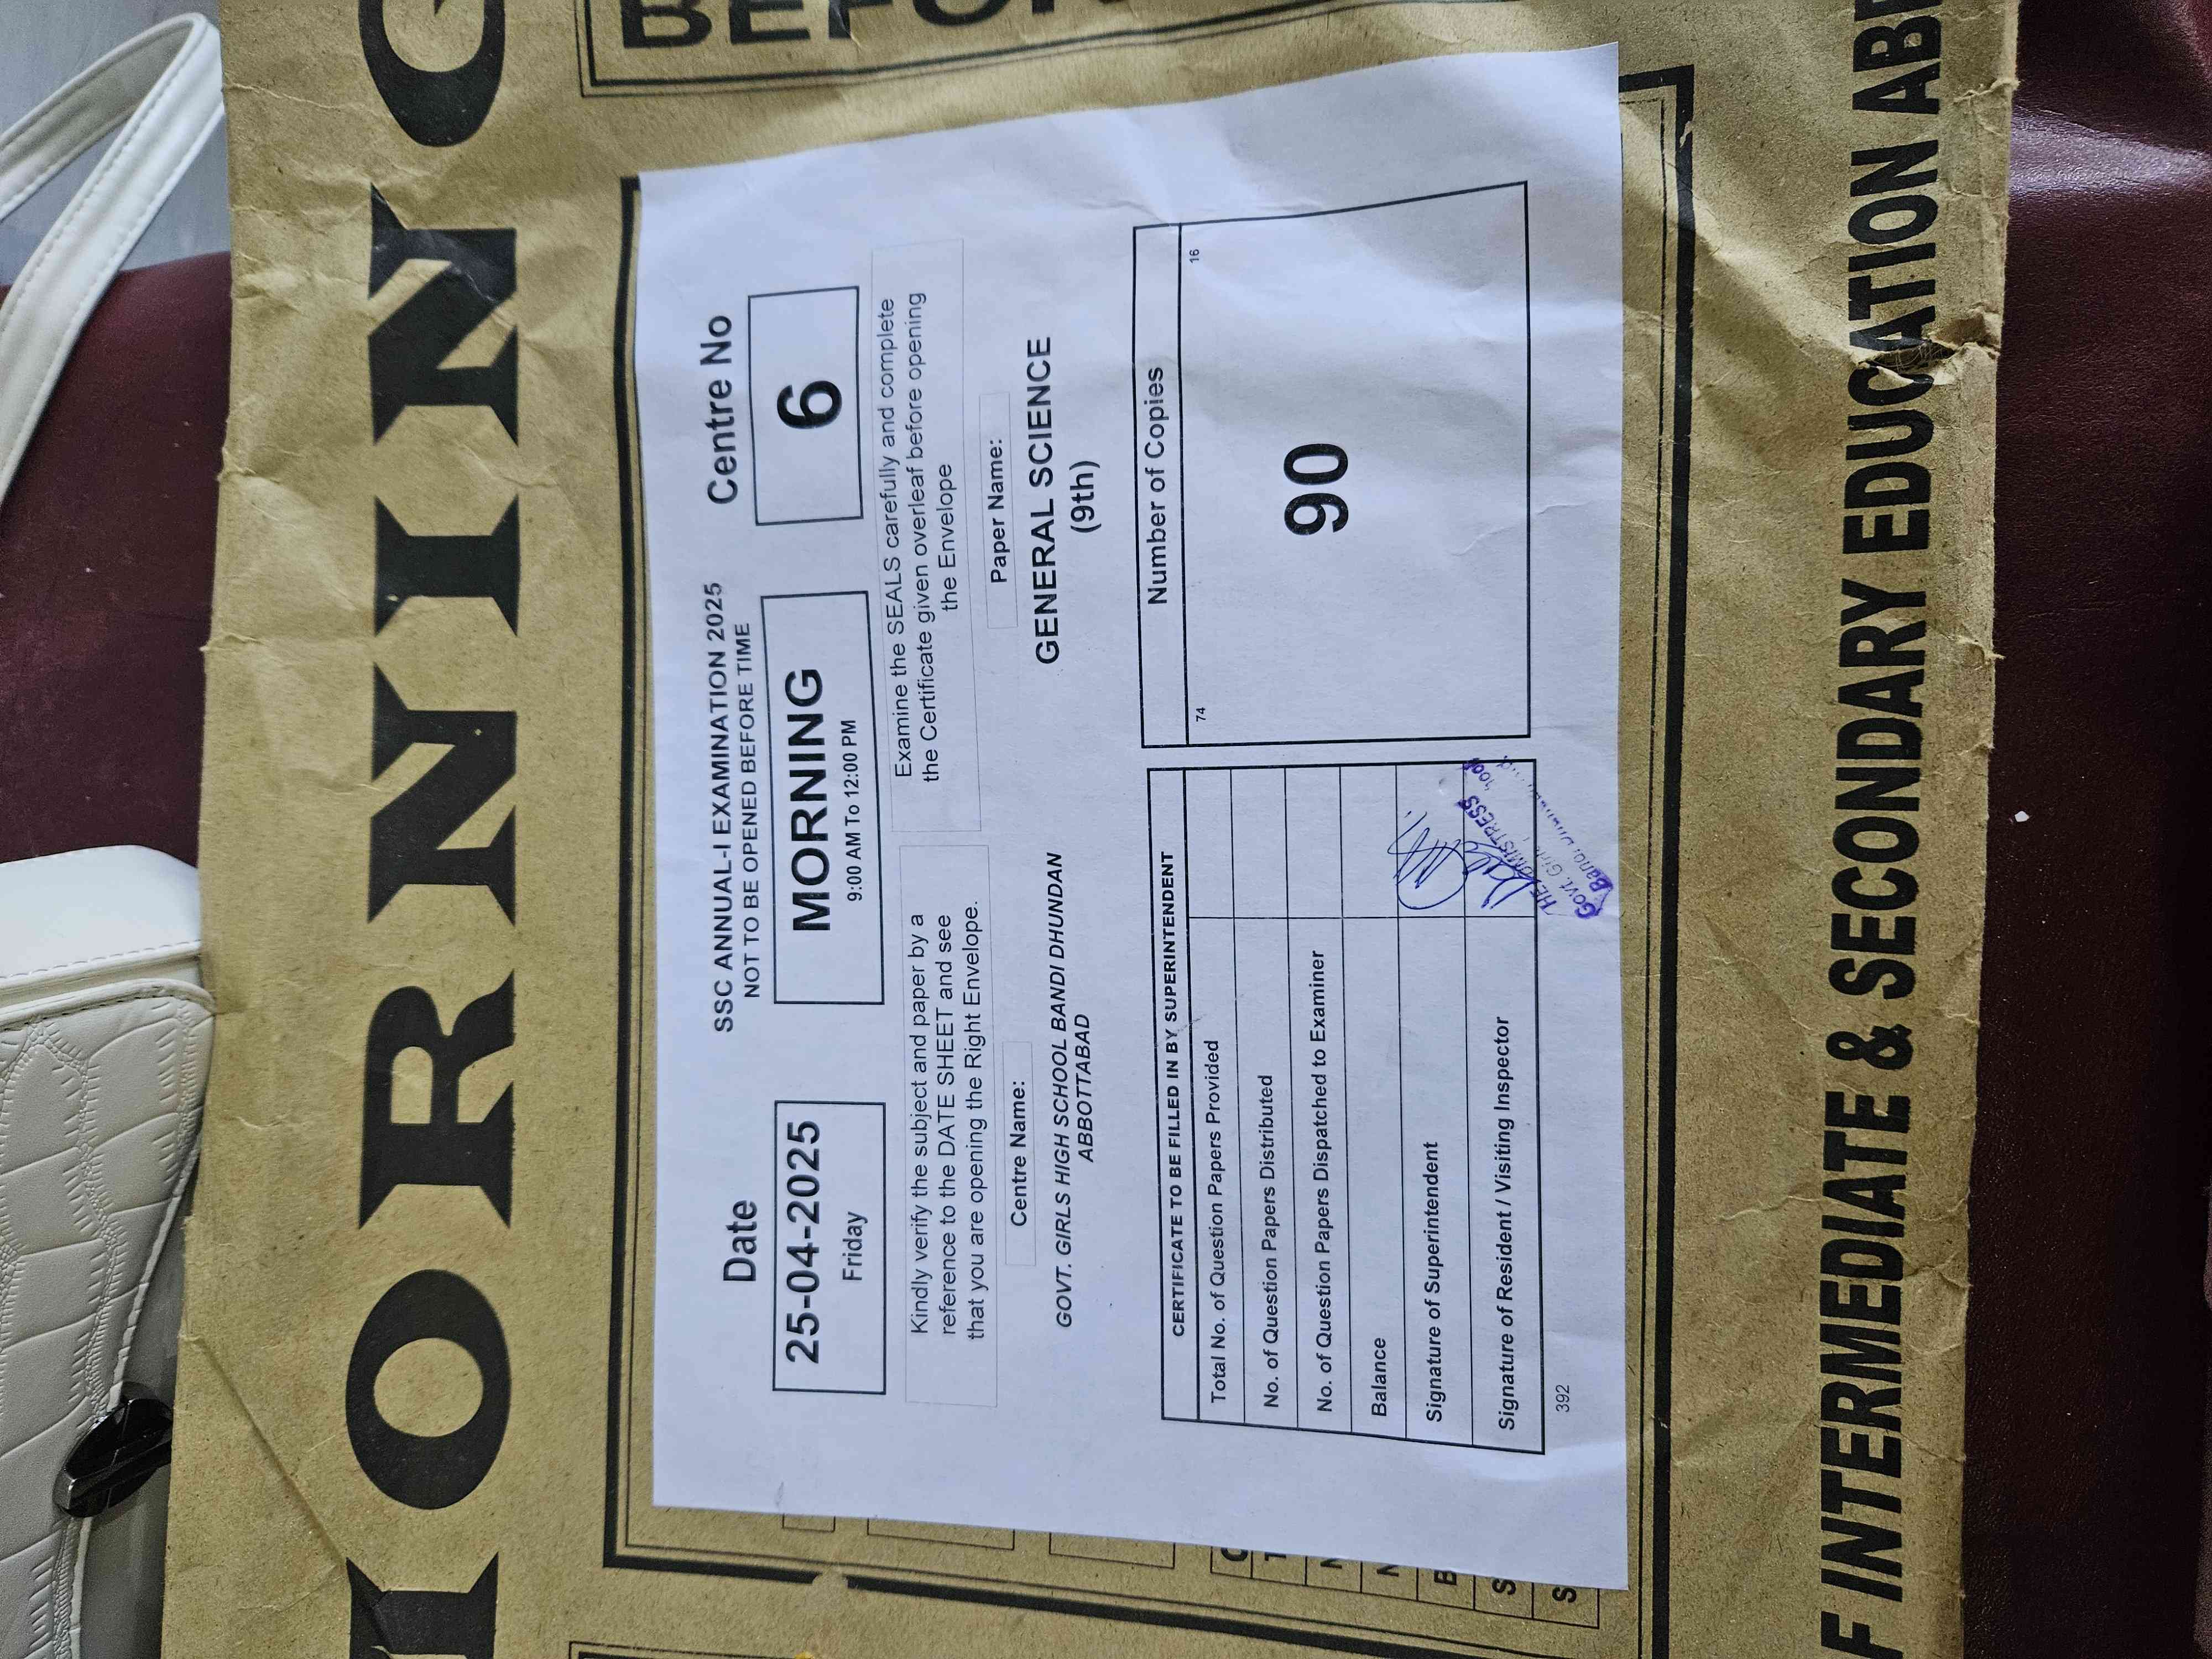 BEFOR
MORNING
SSC ANNUAL-I EXAMINATION 2025
NOT TO BE OPENED BEFORE TIME
Date
25-04-2025
Friday
MORNING
9:00 AM To 12:00 PM
Centre No
6
Kindly verify the subject and paper by a
reference to the DATE SHEET and see
that you are opening the Right Envelope.
Examine the SEALS carefully and complete
the Certificate given overleaf before opening
the Envelope
Centre Name:
GOVT. GIRLS HIGH SCHOOL BANDI DHUNDAN
ABBOTTABAD
Paper Name:
GENERAL SCIENCE
(9th)
CERTIFICATE TO BE FILLED IN BY SUPERINTENDENT
Total No. of Question Papers Provided
No. of Question Papers Distributed
No. of Question Papers Dispatched to Examiner
Balance
Signature of Superintendent
Signature of Resident / Visiting Inspector
HEADMISTRESS
Govt. Girls
Number of Copies
74
16
90
392
F INTERMEDIATE & SECONDARY EDUCATION ABB